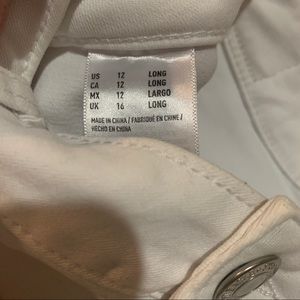 US 12 LONG
CA 12 LONG
MX 12 LARGO
UK 16 LONG
MADE IN CHINA / FABRIQUÉ EN CHINE /
HECHO EN CHINA